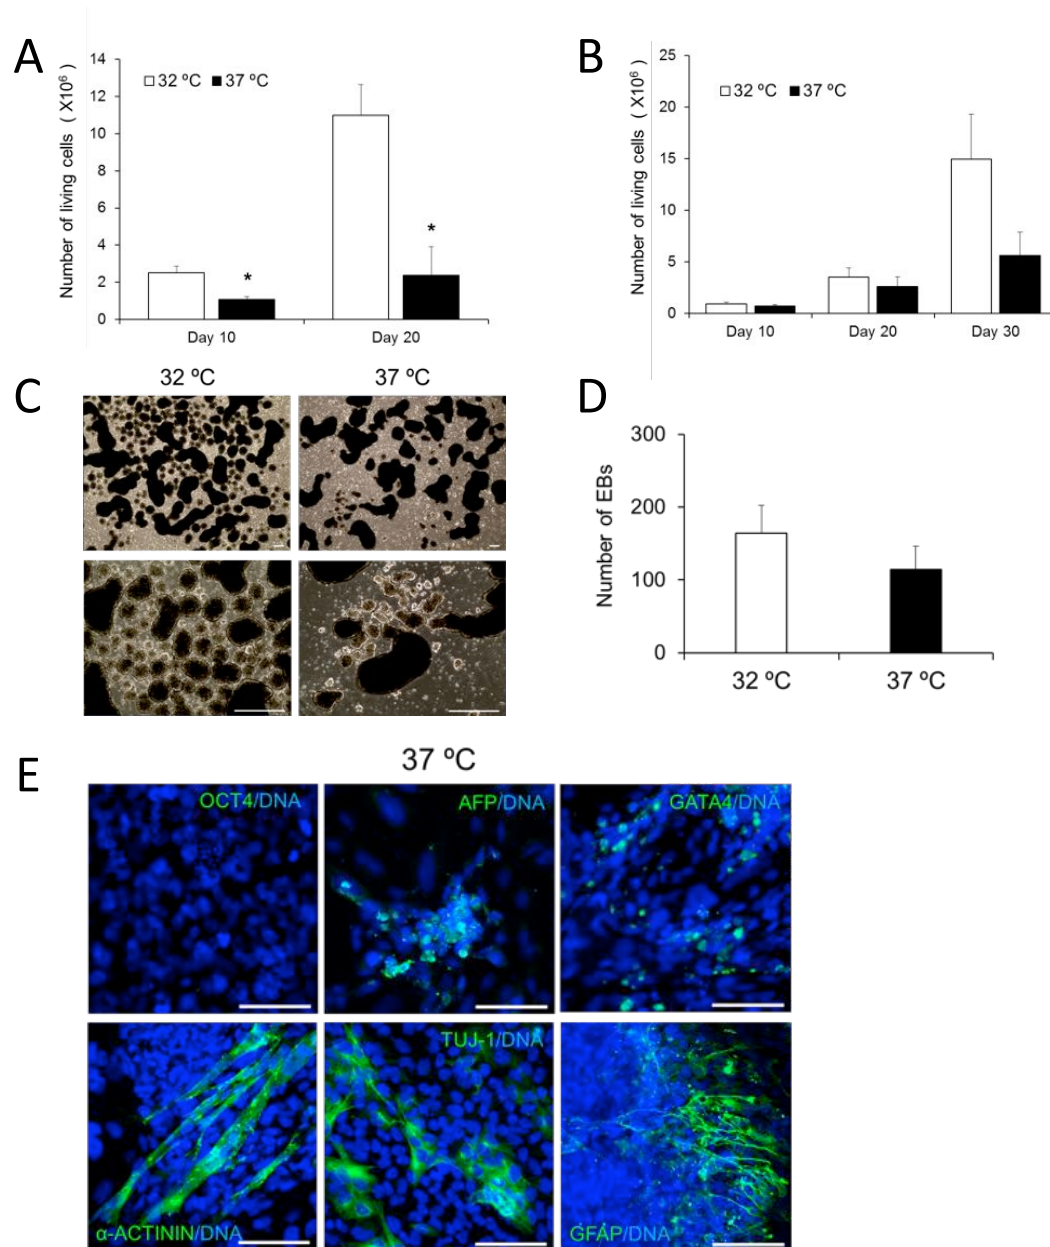 A
Number of living cells ( X10⁶ )
14
12
10
8
6
4
2
0
32 ºC 37 ºC
*
*
Day 10 Day 20
B
Number of living cells ( X10⁶ )
25
20
15
10
5
0
32 ºC 37 ºC
Day 10 Day 20 Day 30
C
32 ºC 37 ºC
D
Number of EBs
300
200
100
0
32 ºC 37 ºC
E
37 ºC
OCT4/DNA AFP/DNA GATA4/DNA
α-ACTININ/DNA TUJ-1/DNA GFAP/DNA